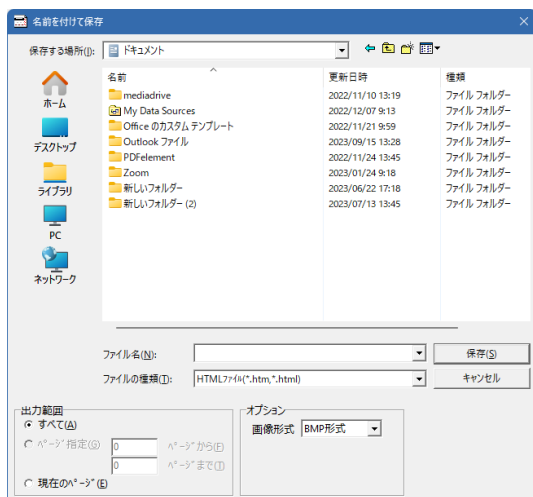 名前を付けて保存
保存する場所(I): ドキュメント
ホーム
デスクトップ
ライブラリ
PC
ネットワーク
名前 更新日時 種類
mediadrive 2022/11/10 13:19 ファイル フォルダー
My Data Sources 2022/12/07 9:13 ファイル フォルダー
Office のカスタム テンプレート 2022/11/21 9:59 ファイル フォルダー
Outlook ファイル 2023/09/15 13:28 ファイル フォルダー
PDFelement 2022/11/24 13:45 ファイル フォルダー
Zoom 2023/01/24 9:18 ファイル フォルダー
新しいフォルダー 2023/06/22 17:18 ファイル フォルダー
新しいフォルダー (2) 2023/07/13 13:45 ファイル フォルダー
ファイル名(N): 保存(S)
ファイルの種類(T): HTMLファイル(*.htm,*.html) キャンセル
出力範囲
すべて(A)
ページ指定(G) 0 ページから(F)
0 ページまで(T)
現在のページ(E)
オプション
画像形式 BMP形式